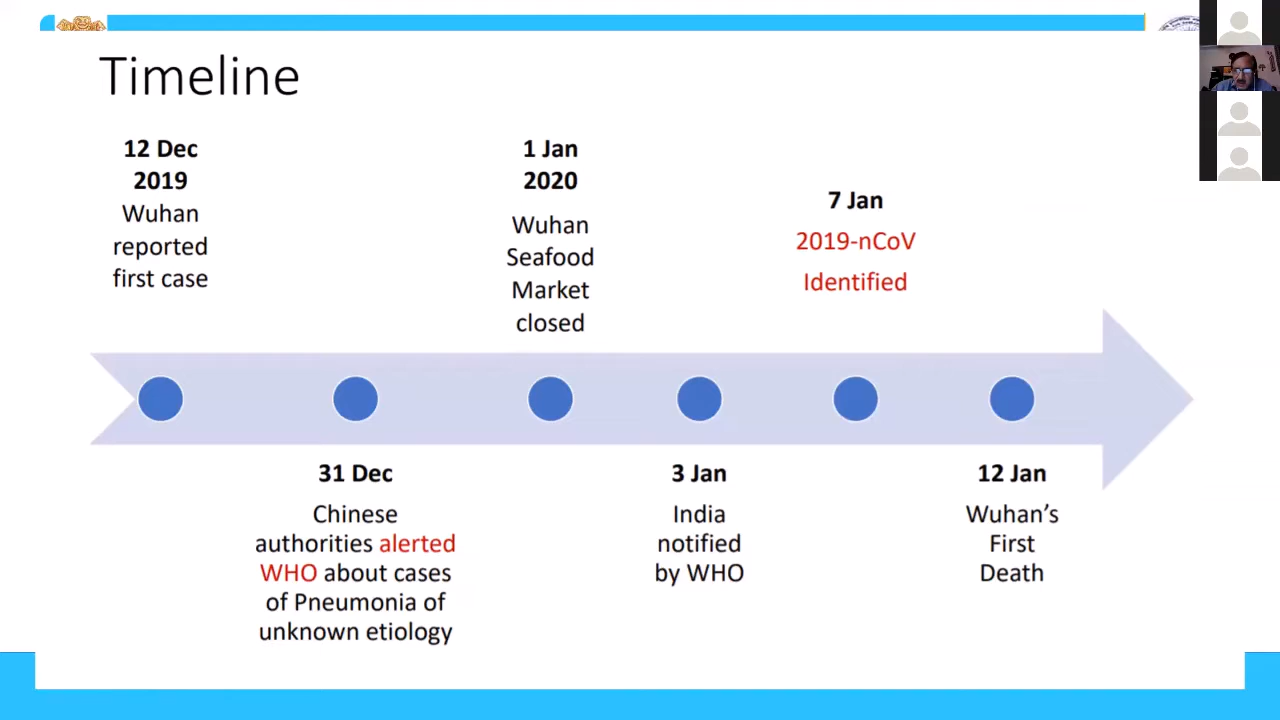 Timeline
12 Dec
2019
Wuhan
reported
first case
31 Dec
Chinese
authorities alerted
WHO about cases
of Pneumonia of
unknown etiology
1 Jan
2020
Wuhan
Seafood
Market
closed
3 Jan
India
notified
by WHO
7 Jan
2019-nCoV
Identified
12 Jan
Wuhan’s
First
Death